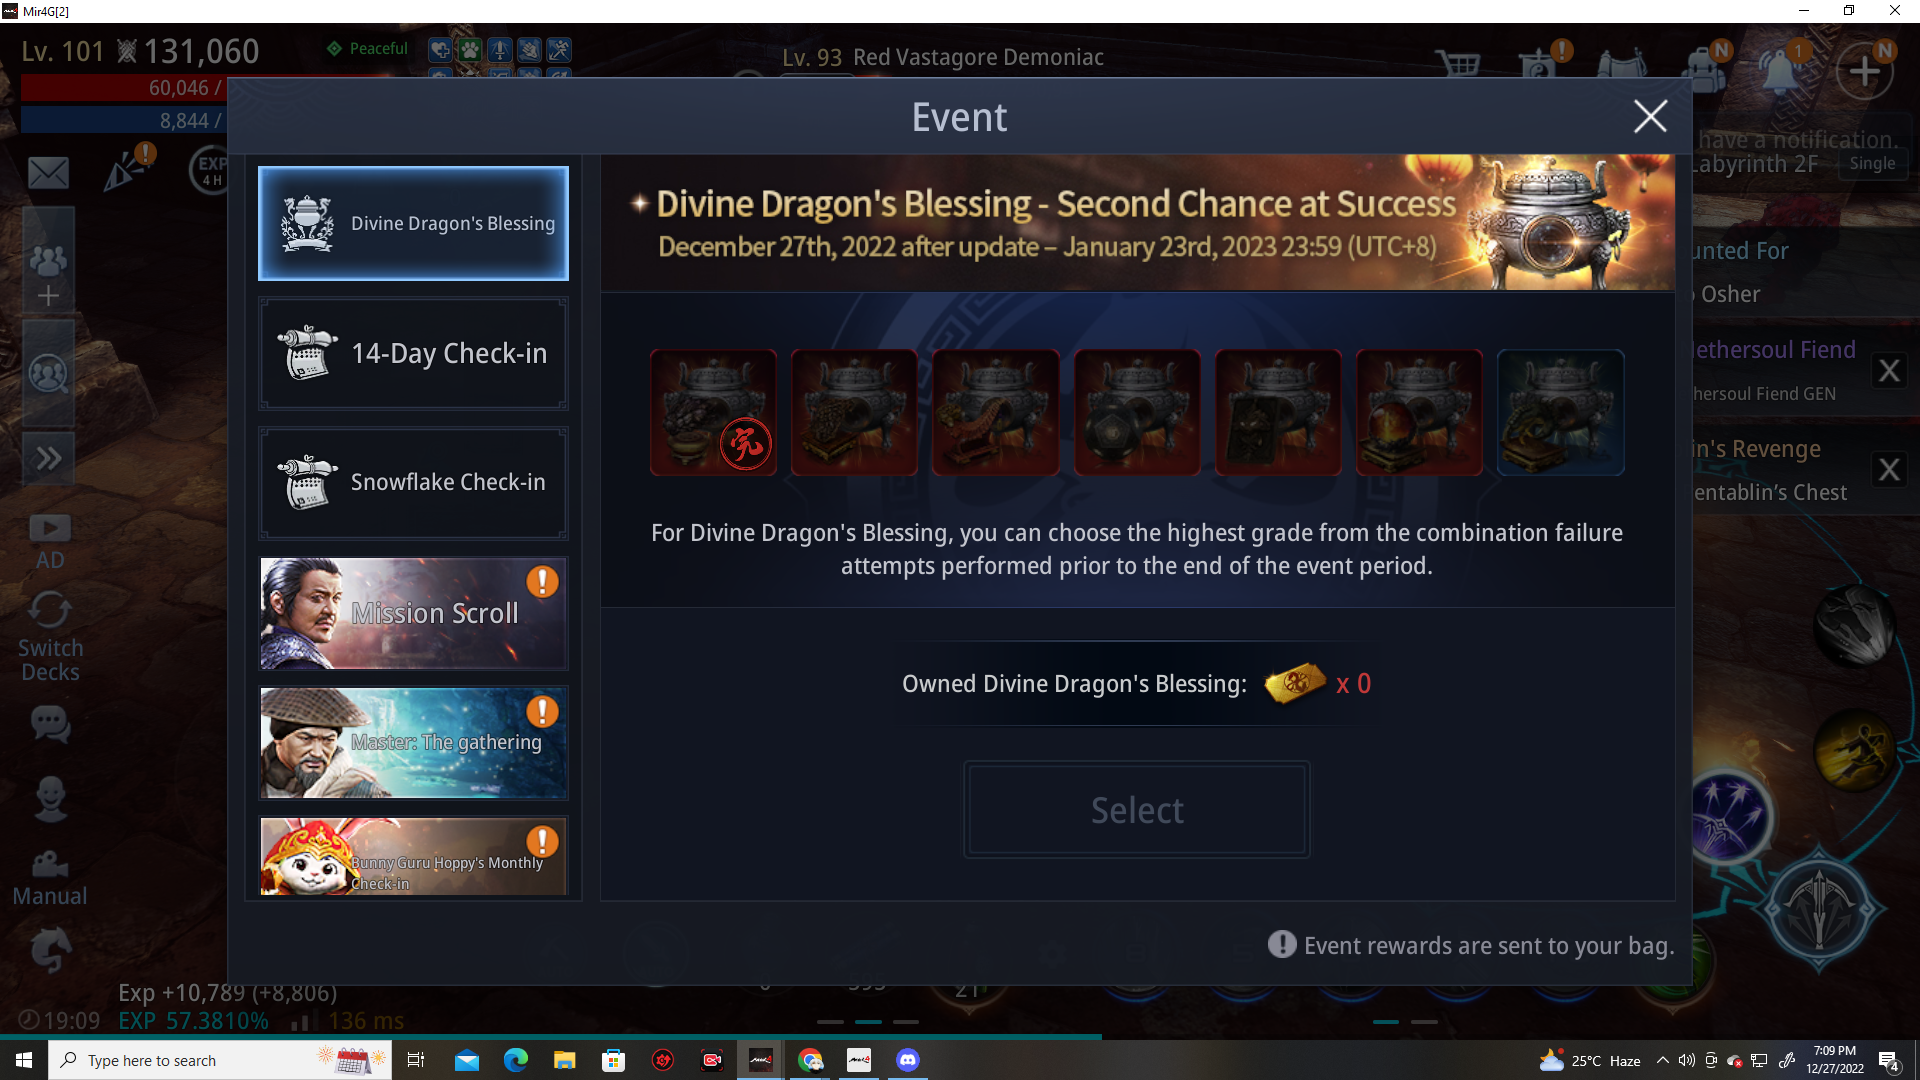 Mir4G[2]
Lv. 101 131,060
Peaceful
Lv. 93 Red Vastagore Demoniac
N
1
N
60,046 /
8,844 /
Event
have a notification.
Labyrinth 2F
Single
EXP
4 H
Divine Dragon's Blessing
Divine Dragon's Blessing - Second Chance at Success
December 27th, 2022 after update – January 23rd, 2023 23:59 (UTC+8)
unted For
Osher
14-Day Check-in
ethersoul Fiend
X
hersoul Fiend GEN
完
in's Revenge
X
entablin's Chest
Snowflake Check-in
For Divine Dragon's Blessing, you can choose the highest grade from the combination failure
attempts performed prior to the end of the event period.
AD
Mission Scroll
Switch
Decks
Owned Divine Dragon's Blessing: x 0
Master: The gathering
Select
Bunny Guru Hoppy's Monthly
Check-in
Manual
Event rewards are sent to your bag.
Exp +10,789 (+8,806)
19:09 EXP 57.3810% 136 ms
21
Type here to search
25°C Haze
7:09 PM
12/27/2022
4